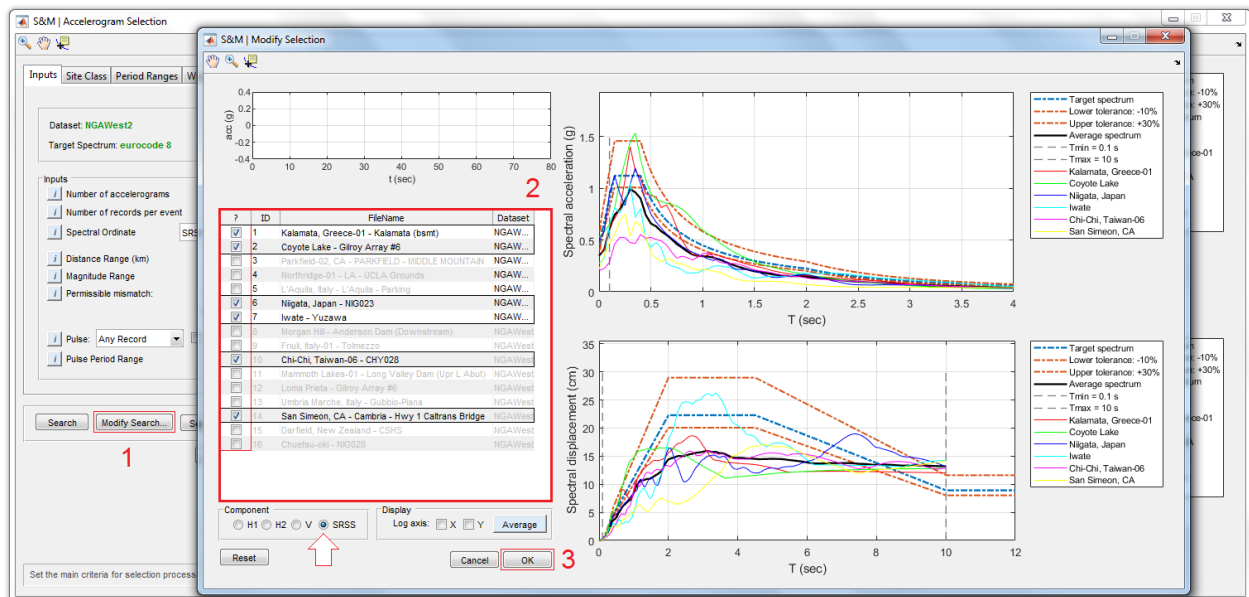 S&M | Accelerogram Selection
S&M | Modify Selection
Inputs Site Class Period Ranges W
Dataset: NGAWest2
Target Spectrum: eurocode 8
Inputs
i Number of accelerograms
i Number of records per event
i Spectral Ordinate SRS
i Distance Range (km)
i Magnitude Range
i Permissible mismatch:
i Pulse: Any Record
i Pulse Period Range
Search Modify Search... S
1
Set the main criteria for selection process
acc (g)
0.4
0.2
0
-0.2
-0.4
0 10 20 30 40 50 60 70 80
t (sec)
2
? ID FileName Dataset
1 Kalamata, Greece-01 - Kalamata (bsmt) NGAW...
2 Coyote Lake - Gilroy Array #6 NGAW...
3 Parkfield-02, CA - PARKFIELD - MIDDLE MOUNTAIN NGAWest
4 Northridge-01 - LA - UCLA Grounds NGAWest
5 L'Aquila, Italy - L'Aquila - Parking NGAWest
6 Niigata, Japan - NIG023 NGAW...
7 Iwate - Yuzawa NGAW...
8 Morgan Hill - Anderson Dam (Downstream) NGAWest
9 Friuli, Italy-01 - Tolmezzo NGAWest
10 Chi-Chi, Taiwan-06 - CHY028 NGAWest
11 Mammoth Lakes-01 - Long Valley Dam (Upr L Abut) NGAWest
12 Loma Prieta - Gilroy Array #6 NGAWest
13 Umbria Marche, Italy - Gubbio-Piana NGAWest
14 San Simeon, CA - Cambria - Hwy 1 Caltrans Bridge NGAWest
15 Darfield, New Zealand - CSHS NGAWest
16 Chuetsu-oki - NIG028 NGAWest
Component
H1 H2 V SRSS
Display
Log axis: X Y Average
Reset Cancel OK 3
Spectral acceleration (g)
1.5
1
0.5
0
0 0.5 1 1.5 2 2.5 3 3.5 4
T (sec)
Target spectrum
Lower tolerance: -10%
Upper tolerance: +30%
Average spectrum
Tmin = 0.1 s
Tmax = 10 s
Kalamata, Greece-01
Coyote Lake
Niigata, Japan
Iwate
Chi-Chi, Taiwan-06
San Simeon, CA
Spectral displacement (cm)
35
30
25
20
15
10
5
0
0 2 4 6 8 10 12
T (sec)
Target spectrum
Lower tolerance: -10%
Upper tolerance: +30%
Average spectrum
Tmin = 0.1 s
Tmax = 10 s
Kalamata, Greece-01
Coyote Lake
Niigata, Japan
Iwate
Chi-Chi, Taiwan-06
San Simeon, CA
m
e: -10%
e: +30%
um
ce-01
e: -10%
e: +30%
um